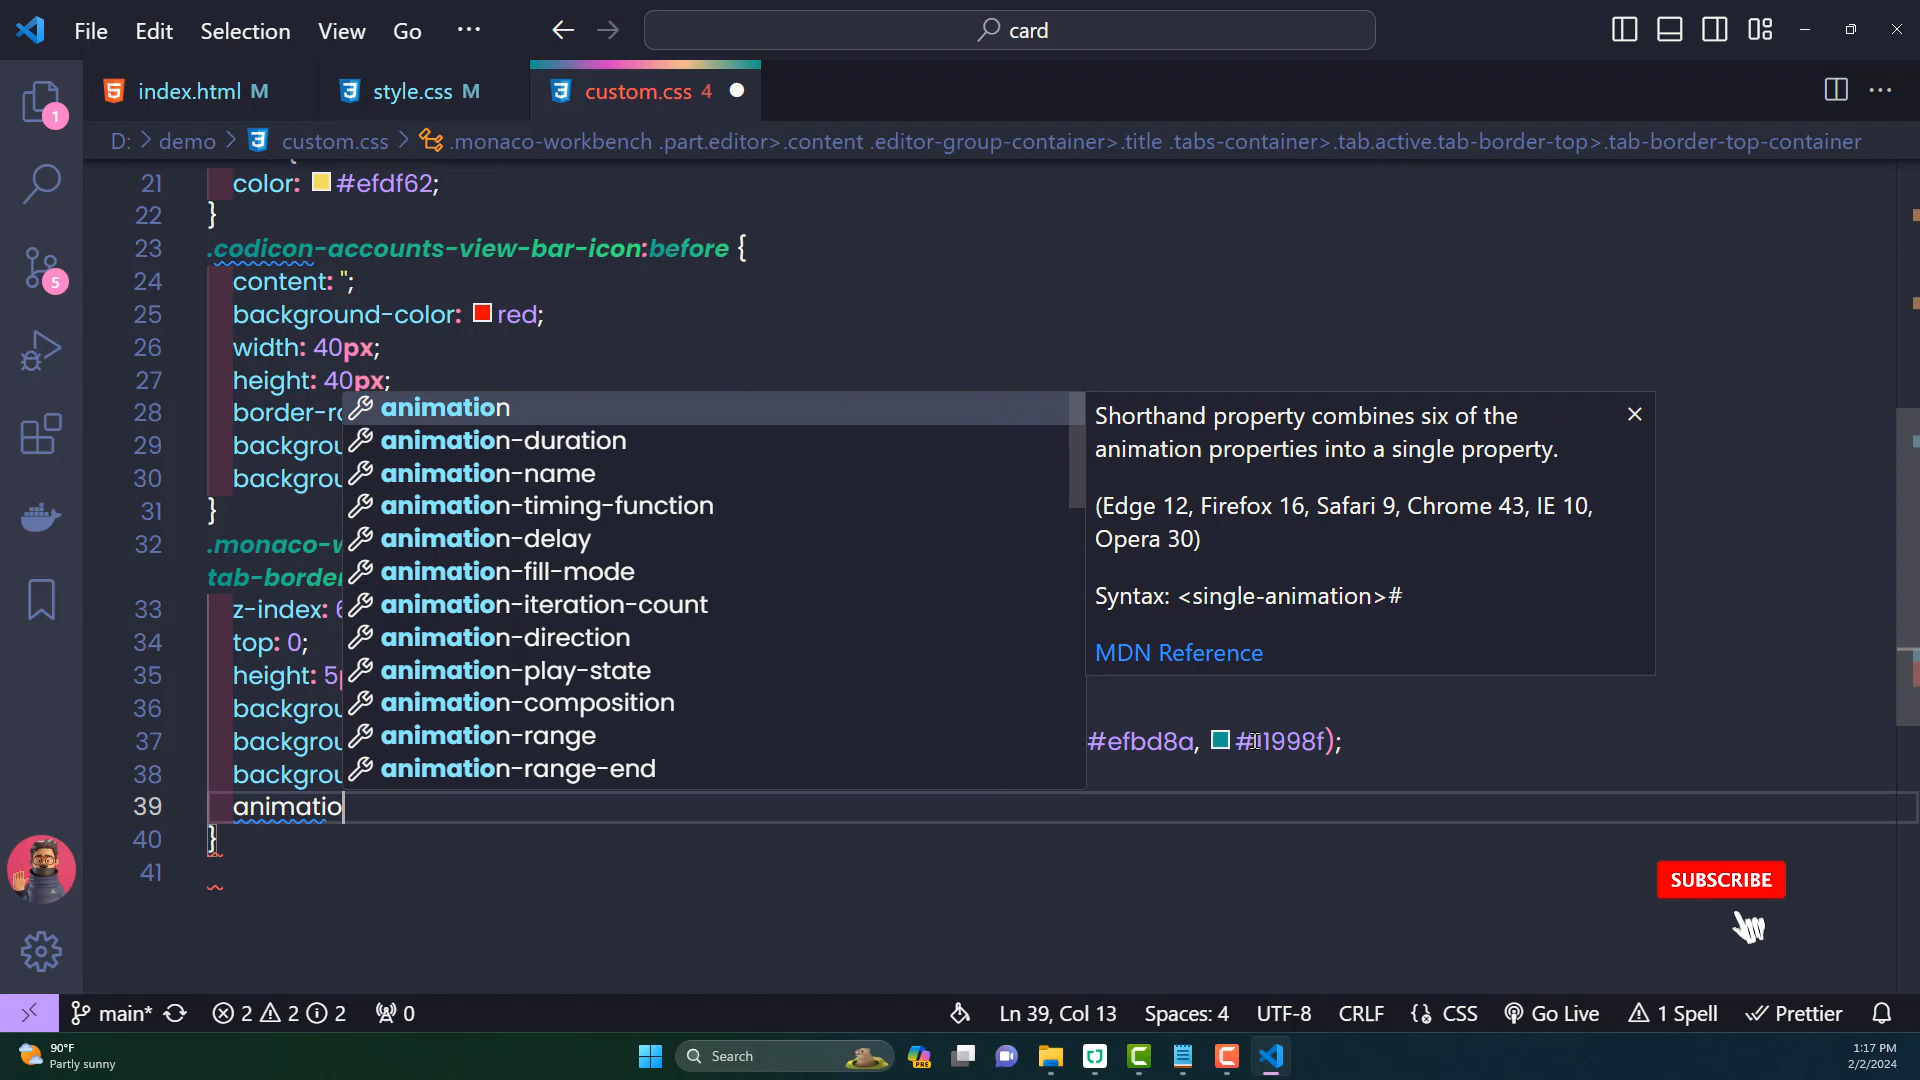 File Edit Selection View Go ··· card
index.html M style.css M custom.css 4
D: > demo > custom.css > .monaco-workbench .part.editor>.content .editor-group-container>.title .tabs-container>.tab.active.tab-border-top>.tab-border-top-container
21 color: #efdf62;
22 }
23 .codicon-accounts-view-bar-icon:before {
24 content: '';
25 background-color: red;
26 width: 40px;
27 height: 40px;
28 border-ra
29 backgrou
30 backgrou
31 }
32 .monaco-w
tab-border
33 z-index: 6
34 top: 0;
35 height: 5p
36 backgrou
37 backgrou #efbd8a, #11998f);
38 backgrou
39 animatio
40 }
41
animation
animation-duration
animation-name
animation-timing-function
animation-delay
animation-fill-mode
animation-iteration-count
animation-direction
animation-play-state
animation-composition
animation-range
animation-range-end
Shorthand property combines six of the
animation properties into a single property.
(Edge 12, Firefox 16, Safari 9, Chrome 43, IE 10,
Opera 30)
Syntax: <single-animation>#
MDN Reference
1
5
SUBSCRIBE
main* 2 2 2 0 Ln 39, Col 13 Spaces: 4 UTF-8 CRLF CSS Go Live 1 Spell Prettier
90°F
Partly sunny
Search
PRE
1:17 PM
2/2/2024